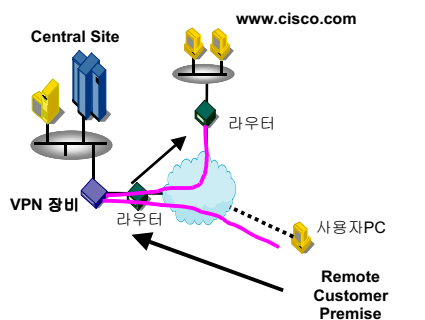 www.cisco.com
Central Site
라우터
VPN 장비
라우터
사용자PC
Remote
Customer
Premise